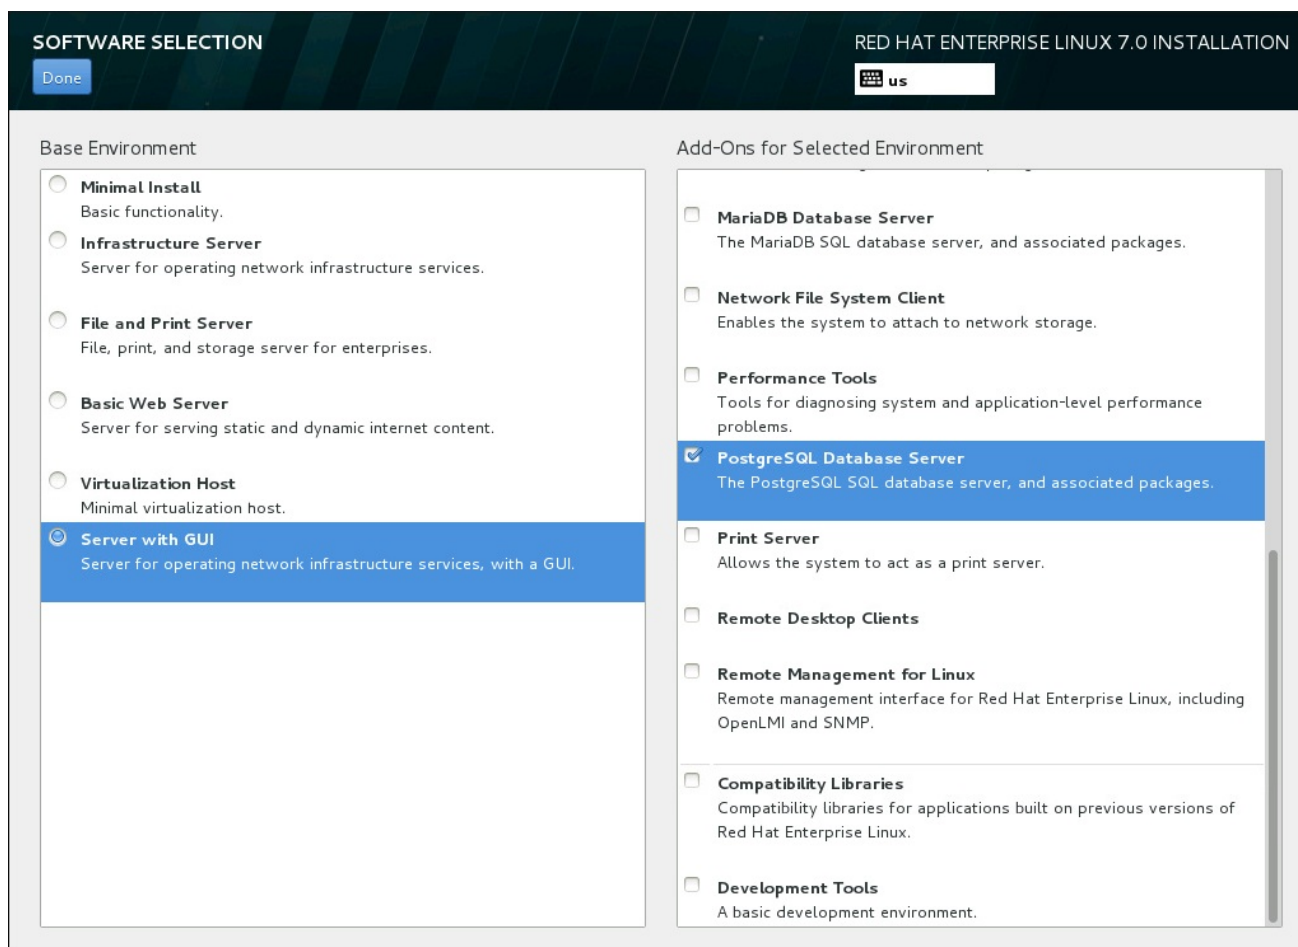 SOFTWARE SELECTION
Done
RED HAT ENTERPRISE LINUX 7.0 INSTALLATION
us
Base Environment
Minimal Install
Basic functionality.
Infrastructure Server
Server for operating network infrastructure services.
File and Print Server
File, print, and storage server for enterprises.
Basic Web Server
Server for serving static and dynamic internet content.
Virtualization Host
Minimal virtualization host.
Server with GUI
Server for operating network infrastructure services, with a GUI.
Add-Ons for Selected Environment
MariaDB Database Server
The MariaDB SQL database server, and associated packages.
Network File System Client
Enables the system to attach to network storage.
Performance Tools
Tools for diagnosing system and application-level performance
problems.
PostgreSQL Database Server
The PostgreSQL SQL database server, and associated packages.
Print Server
Allows the system to act as a print server.
Remote Desktop Clients
Remote Management for Linux
Remote management interface for Red Hat Enterprise Linux, including
OpenLMI and SNMP.
Compatibility Libraries
Compatibility libraries for applications built on previous versions of
Red Hat Enterprise Linux.
Development Tools
A basic development environment.